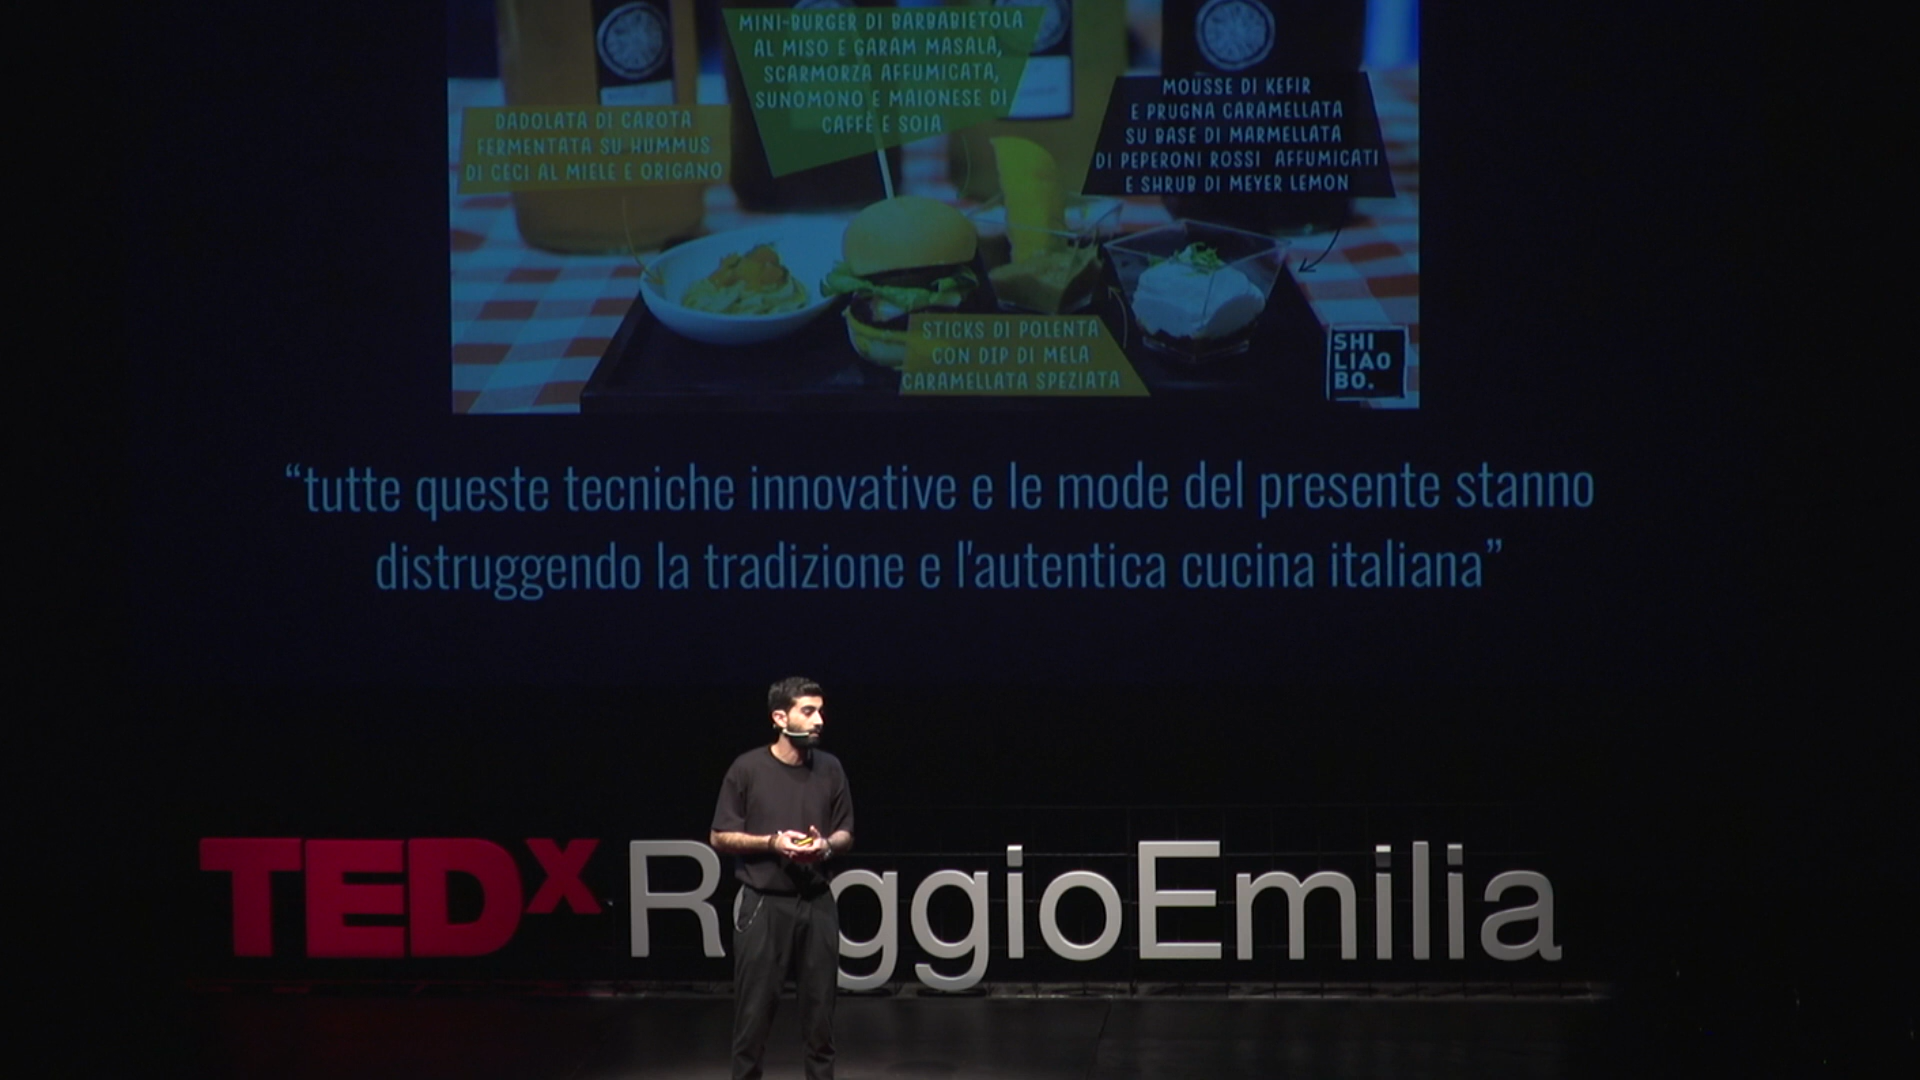 MINI-BURGER DI BARBABIETOLA
AL MISO E GARAM MASALA,
SCARMORZA AFFUMICATA,
SUNOMONO E MAIONESE DI
CAFFÈ E SOIA
DADOLATA DI CAROTA
FERMENTATA SU HUMMUS
DI CECI AL MIELE E ORIGANO
MOUSSE DI KEFIR
E PRUGNA CARAMELLATA
SU BASE DI MARMELLATA
DI PEPERONI ROSSI AFFUMICATI
E SHRUB DI MEYER LEMON
STICKS DI POLENTA
CON DIP DI MELA
CARAMELLATA SPEZIATA
SHI
LIAO
BO.
“tutte queste tecniche innovative e le mode del presente stanno
distruggendo la tradizione e l'autentica cucina italiana”
TEDx ReggioEmilia